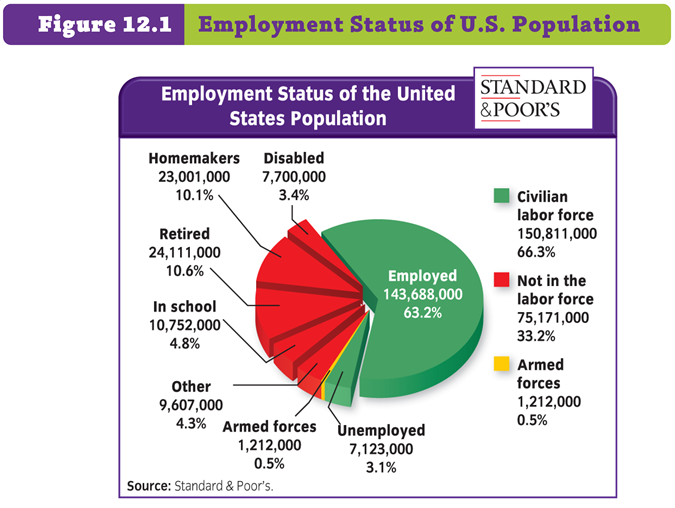 Figure 12.1 Employment Status of U.S. Population
Employment Status of the United
States Population
STANDARD
&POOR'S
Homemakers
23,001,000
10.1%
Disabled
7,700,000
3.4%
Retired
24,111,000
10.6%
In school
10,752,000
4.8%
Other
9,607,000
4.3%
Armed forces
1,212,000
0.5%
Unemployed
7,123,000
3.1%
Employed
143,688,000
63.2%
Civilian
labor force
150,811,000
66.3%
Not in the
labor force
75,171,000
33.2%
Armed
forces
1,212,000
0.5%
Source: Standard & Poor's.